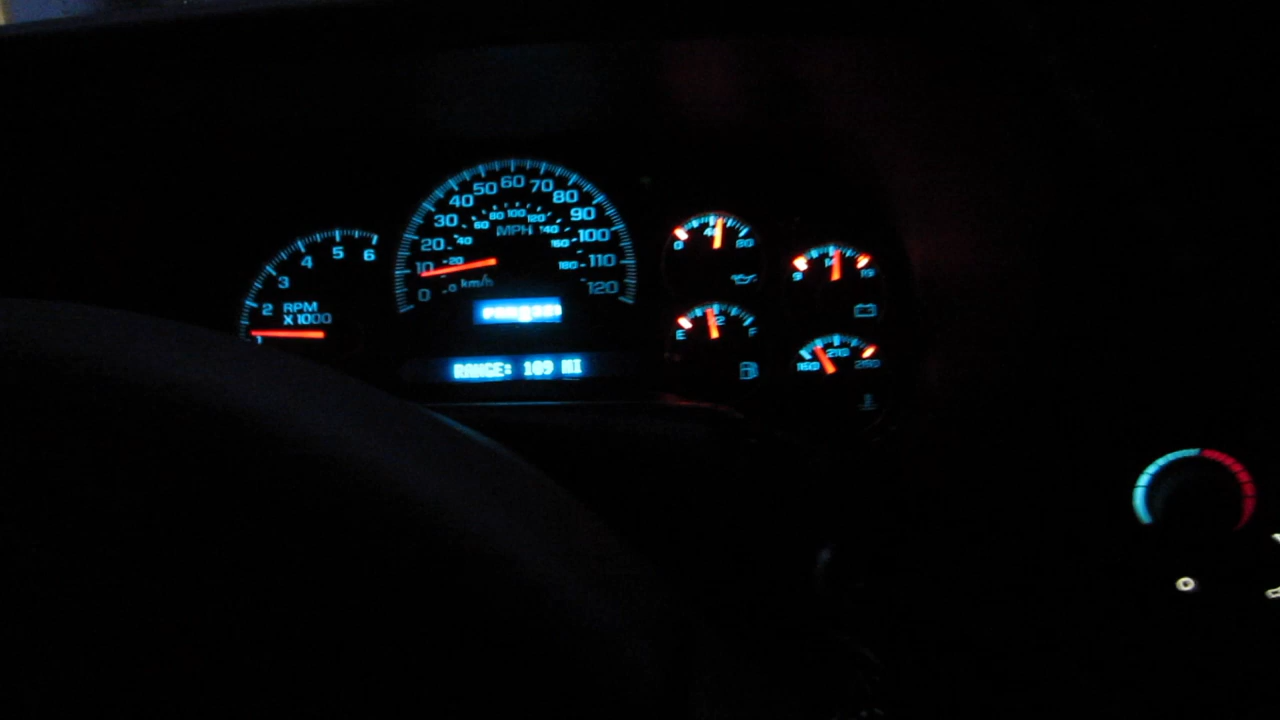 1 2 3 4 5 6
RPM
X1000
0 10 20 30 40 50 60 70 80 90 100 110 120
MPH
0 20 40 60 80 100 120 140 160 180
km/h
RANGE: 109 MI
0 40 80
9 14 19
E 1/2 F
160 210 260